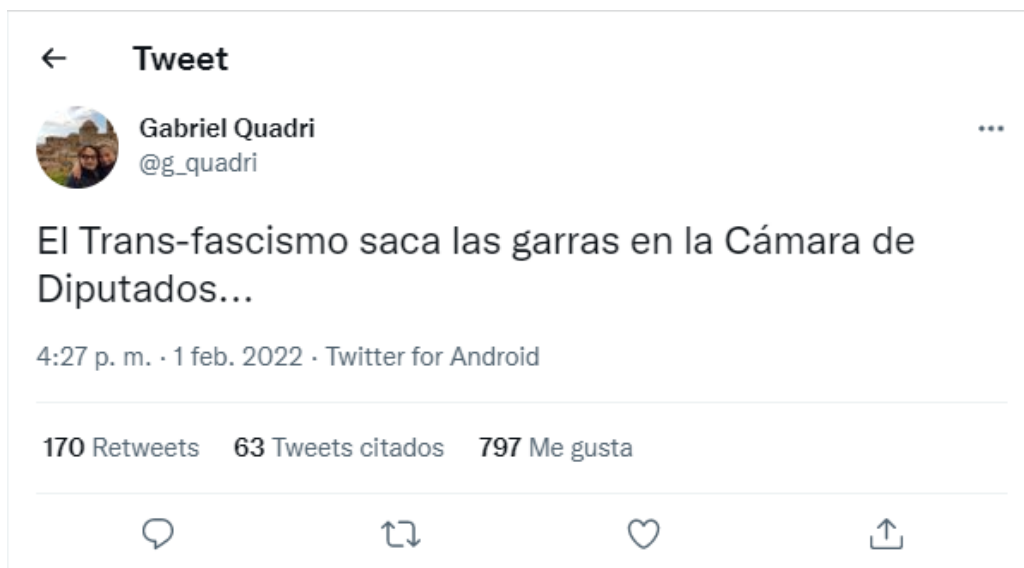 Tweet
Gabriel Quadri
@g_quadri
El Trans-fascismo saca las garras en la Cámara de
Diputados...
4:27 p. m. · 1 feb. 2022 · Twitter for Android
170 Retweets 63 Tweets citados 797 Me gusta